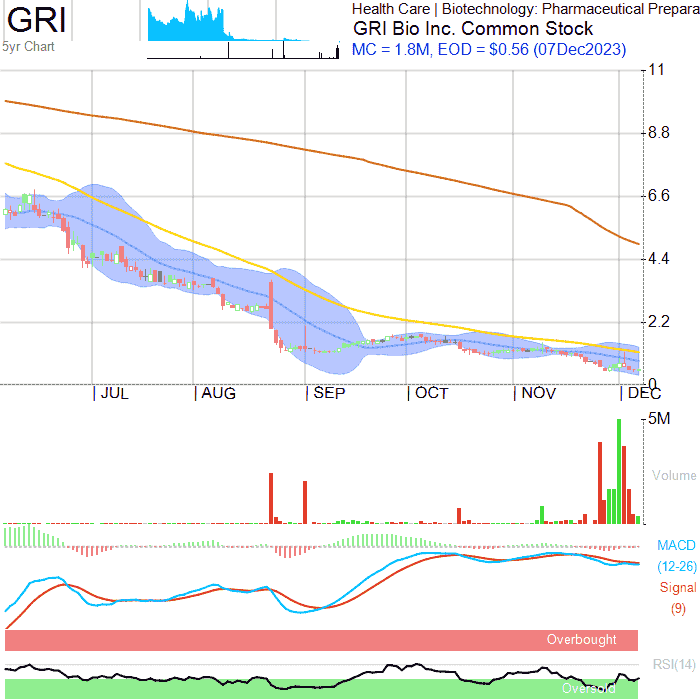 GRI
5yr Chart
Health Care | Biotechnology: Pharmaceutical Prepara
GRI Bio Inc. Common Stock
MC = 1.8M, EOD = $0.56 (07Dec2023)
11
8.8
6.6
4.4
2.2
0
JUL
AUG
SEP
OCT
NOV
DEC
5M
Volume
MACD
(12-26)
Signal
(9)
Overbought
RSI(14)
Oversold